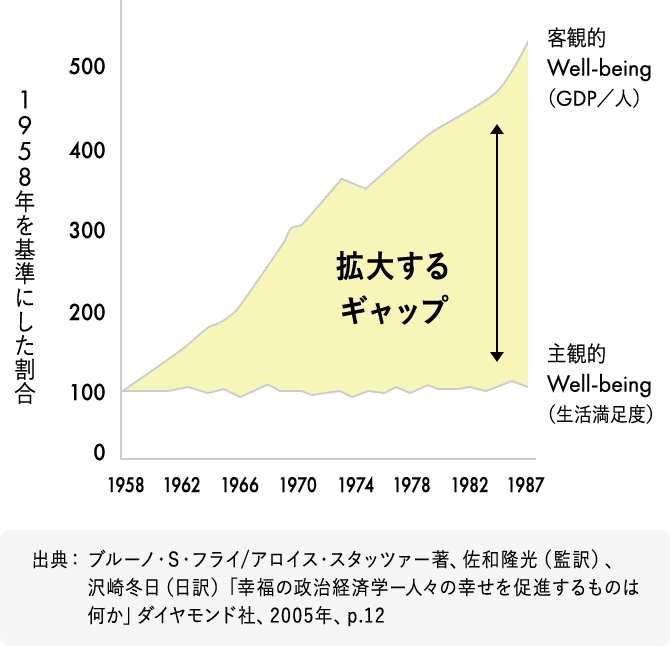 1958年を基準にした割合
500
400
300
200
100
0
1958 1962 1966 1970 1974 1978 1982 1987
客観的
Well-being
（GDP／人）
拡大する
ギャップ
主観的
Well-being
（生活満足度）
出典： ブルーノ・S・フライ/アロイス・スタッツァー著、佐和隆光（監訳）、
沢崎冬日（日訳）「幸福の政治経済学ー人々の幸せを促進するものは
何か」ダイヤモンド社、2005年、p.12